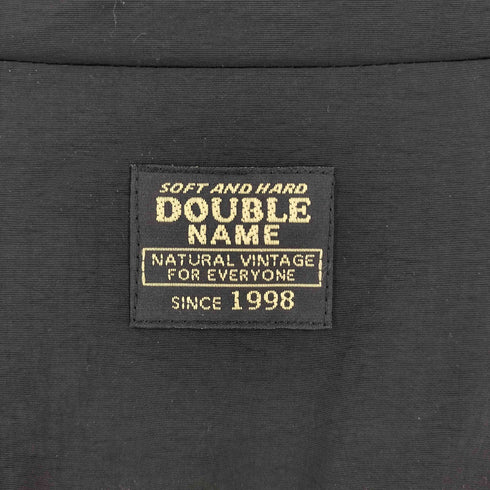 SOFT AND HARD
DOUBLE
NAME
NATURAL VINTAGE
FOR EVERYONE
SINCE 1998